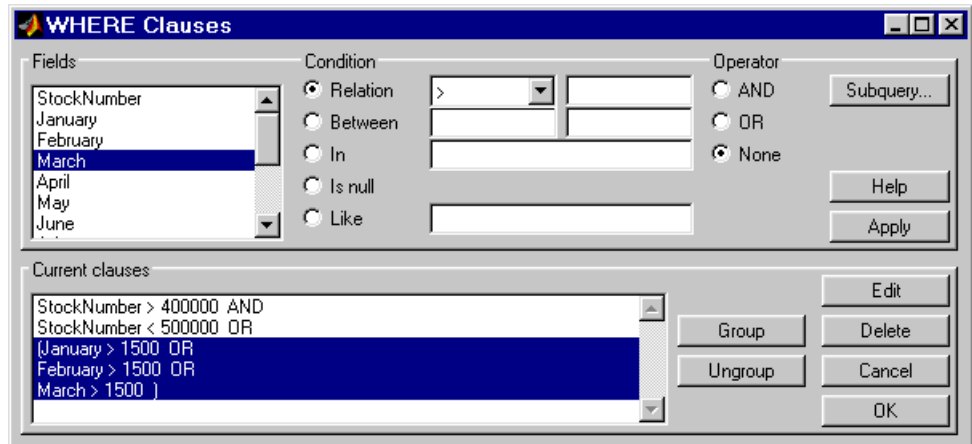 WHERE Clauses
Fields
StockNumber
January
February
March
April
May
June
Condition
Relation >
Between
In
Is null
Like
Operator
AND
OR
None
Subquery...
Help
Apply
Current clauses
StockNumber > 400000 AND
StockNumber < 500000 OR
(January > 1500 OR
February > 1500 OR
March > 1500 )
Group
Ungroup
Edit
Delete
Cancel
OK